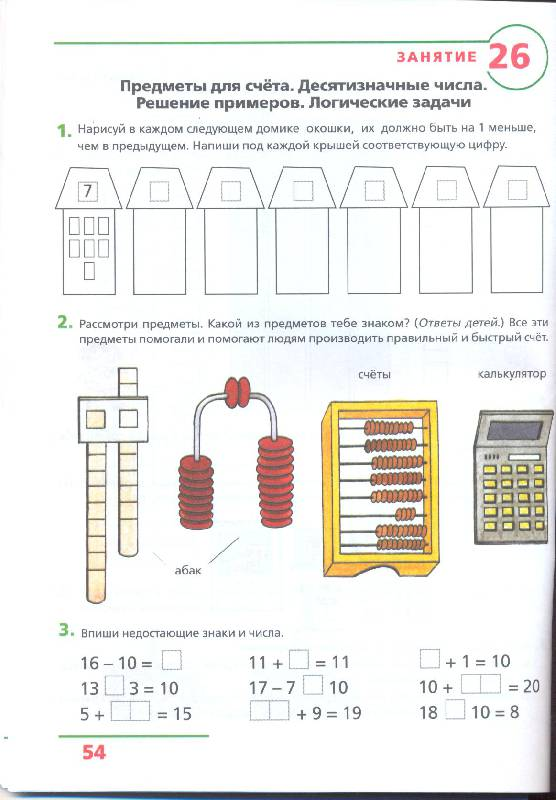 ЗАНЯТИЕ 26
Предметы для счёта. Десятизначные числа.
Решение примеров. Логические задачи
1. Нарисуй в каждом следующем домике окошки, их должно быть на 1 меньше,
чем в предыдущем. Напиши под каждой крышей соответствующую цифру.
7
2. Рассмотри предметы. Какой из предметов тебе знаком? (Ответы детей.) Все эти
предметы помогали и помогают людям производить правильный и быстрый счёт.
счёты калькулятор
абак
3. Впиши недостающие знаки и числа.
16 – 10 = □ 11 + □ = 11 □ + 1 = 10
13 □ 3 = 10 17 – 7 □ 10 10 + □□ = 20
5 + □□ = 15 □□ + 9 = 19 18 □ 10 = 8
54